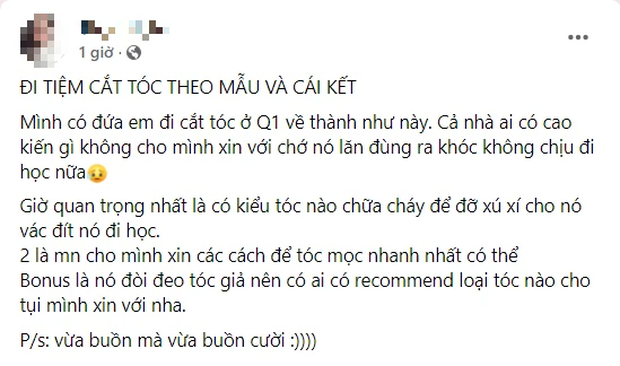 1 giờ ·
ĐI TIỆM CẮT TÓC THEO MẪU VÀ CÁI KẾT
Mình có đứa em đi cắt tóc ở Q1 về thành như này. Cả nhà ai có cao
kiến gì không cho mình xin với chớ nó lăn đùng ra khóc không chịu đi
học nữa😥
Giờ quan trọng nhất là có kiểu tóc nào chữa cháy để đỡ xú xí cho nó
vác đít nó đi học.
2 là mn cho mình xin các cách để tóc mọc nhanh nhất có thể
Bonus là nó đòi đeo tóc giả nên có ai có recommend loại tóc nào cho
tụi mình xin với nha.
P/s: vừa buồn mà vừa buồn cười :))))